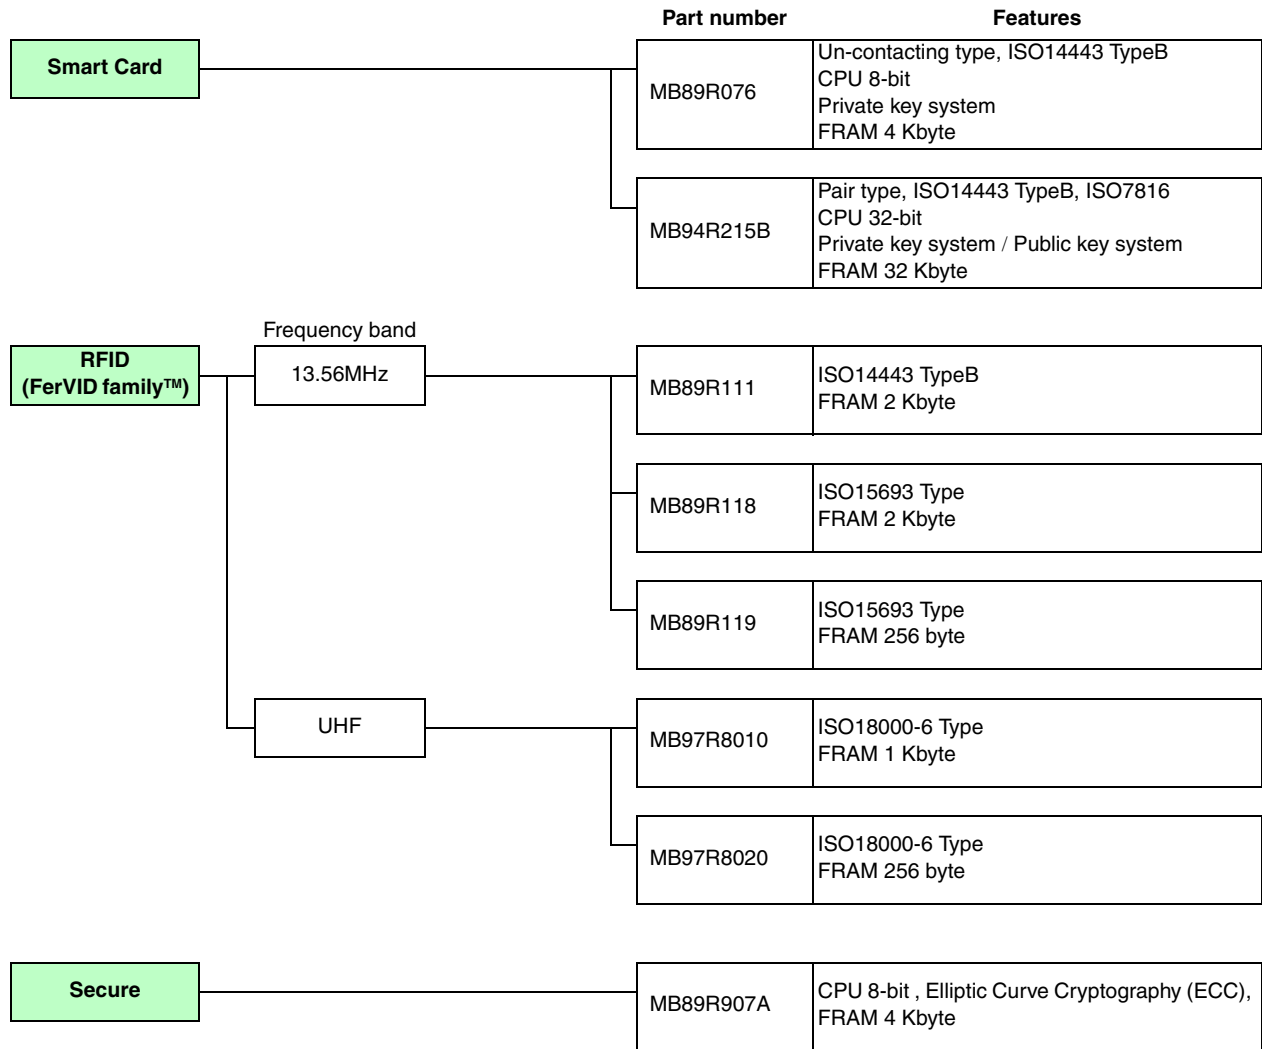 Part number Features
Smart Card
MB89R076
Un-contacting type, ISO14443 TypeB
CPU 8-bit
Private key system
FRAM 4 Kbyte
MB94R215B
Pair type, ISO14443 TypeB, ISO7816
CPU 32-bit
Private key system / Public key system
FRAM 32 Kbyte
Frequency band
RFID
(FerVID family™)
13.56MHz
MB89R111
ISO14443 TypeB
FRAM 2 Kbyte
MB89R118
ISO15693 Type
FRAM 2 Kbyte
MB89R119
ISO15693 Type
FRAM 256 byte
UHF
MB97R8010
ISO18000-6 Type
FRAM 1 Kbyte
MB97R8020
ISO18000-6 Type
FRAM 256 byte
Secure
MB89R907A
CPU 8-bit , Elliptic Curve Cryptography (ECC),
FRAM 4 Kbyte